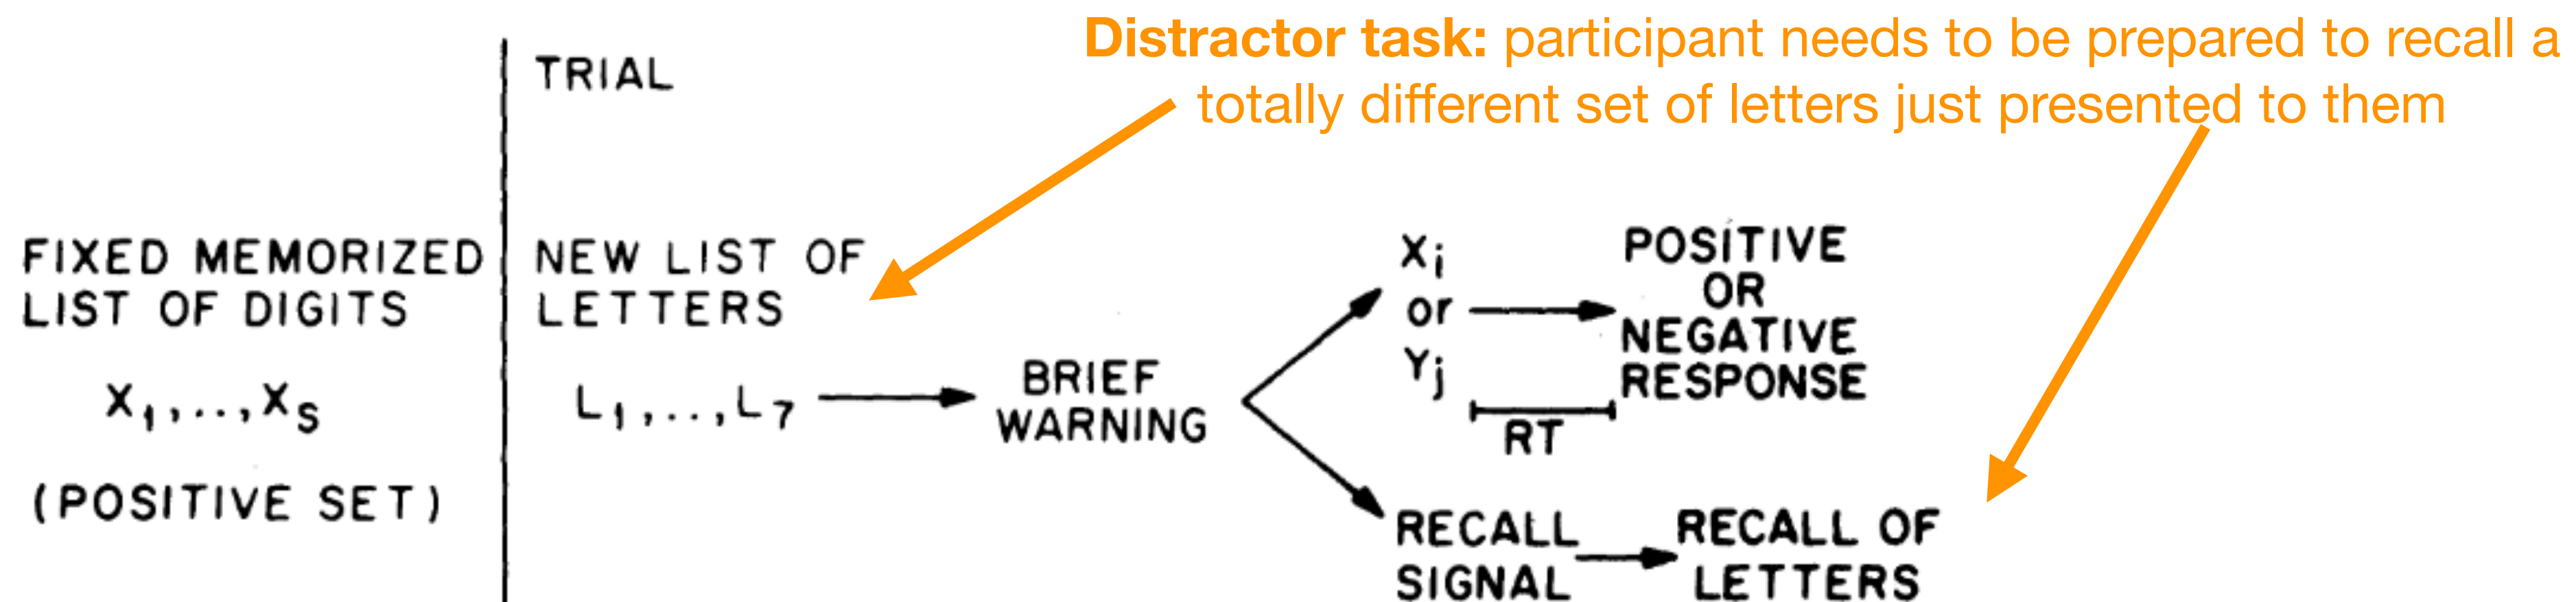 Distractor task: participant needs to be prepared to recall a
totally different set of letters just presented to them
TRIAL
FIXED MEMORIZED
LIST OF DIGITS
X1,..,XS
(POSITIVE SET)
NEW LIST OF
LETTERS
L1,..,L7
BRIEF
WARNING
Xi
or
Yj
RT
POSITIVE
OR
NEGATIVE
RESPONSE
RECALL
SIGNAL
RECALL OF
LETTERS